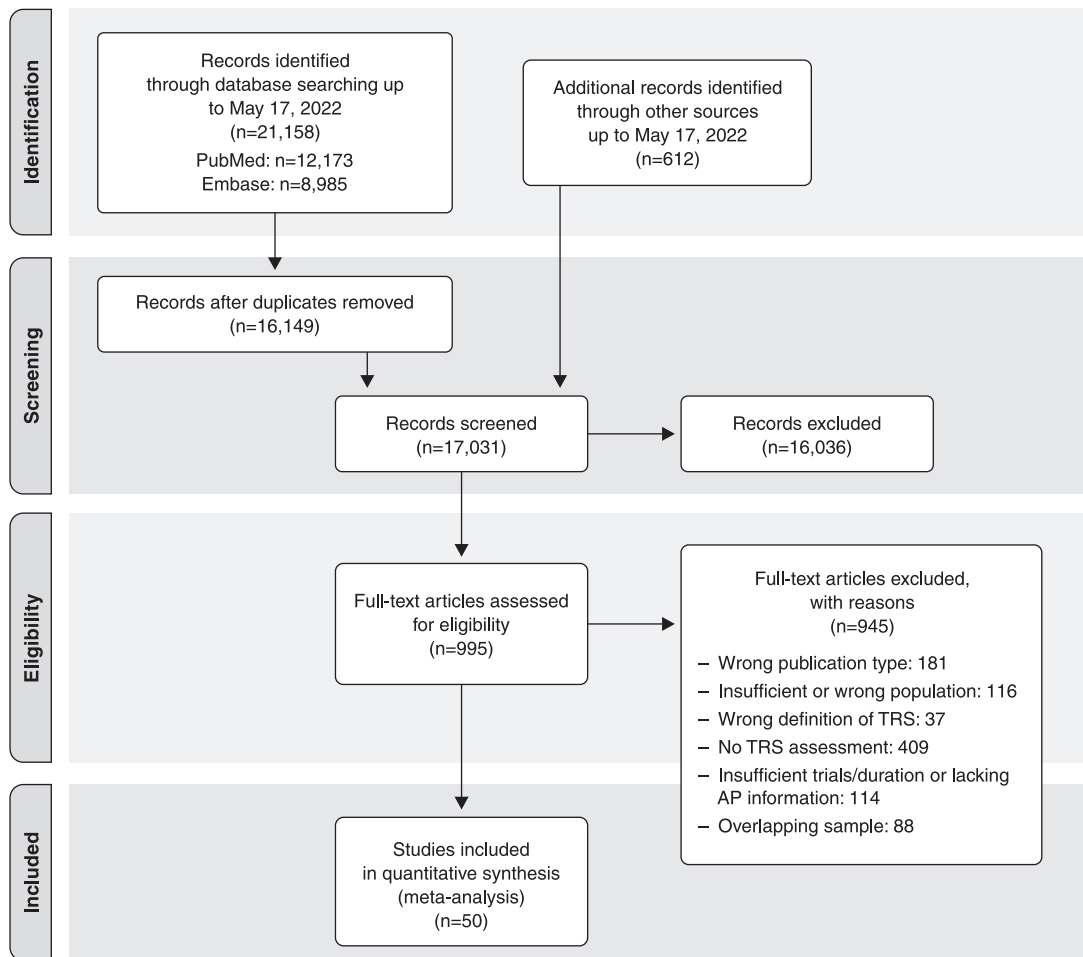 Identification
Records identified
through database searching up
to May 17, 2022
(n=21,158)
PubMed: n=12,173
Embase: n=8,985
Additional records identified
through other sources
up to May 17, 2022
(n=612)
Screening
Records after duplicates removed
(n=16,149)
Records screened
(n=17,031)
Records excluded
(n=16,036)
Eligibility
Full-text articles assessed
for eligibility
(n=995)
Full-text articles excluded,
with reasons
(n=945)
– Wrong publication type: 181
– Insufficient or wrong population: 116
– Wrong definition of TRS: 37
– No TRS assessment: 409
– Insufficient trials/duration or lacking
AP information: 114
– Overlapping sample: 88
Included
Studies included
in quantitative synthesis
(meta-analysis)
(n=50)